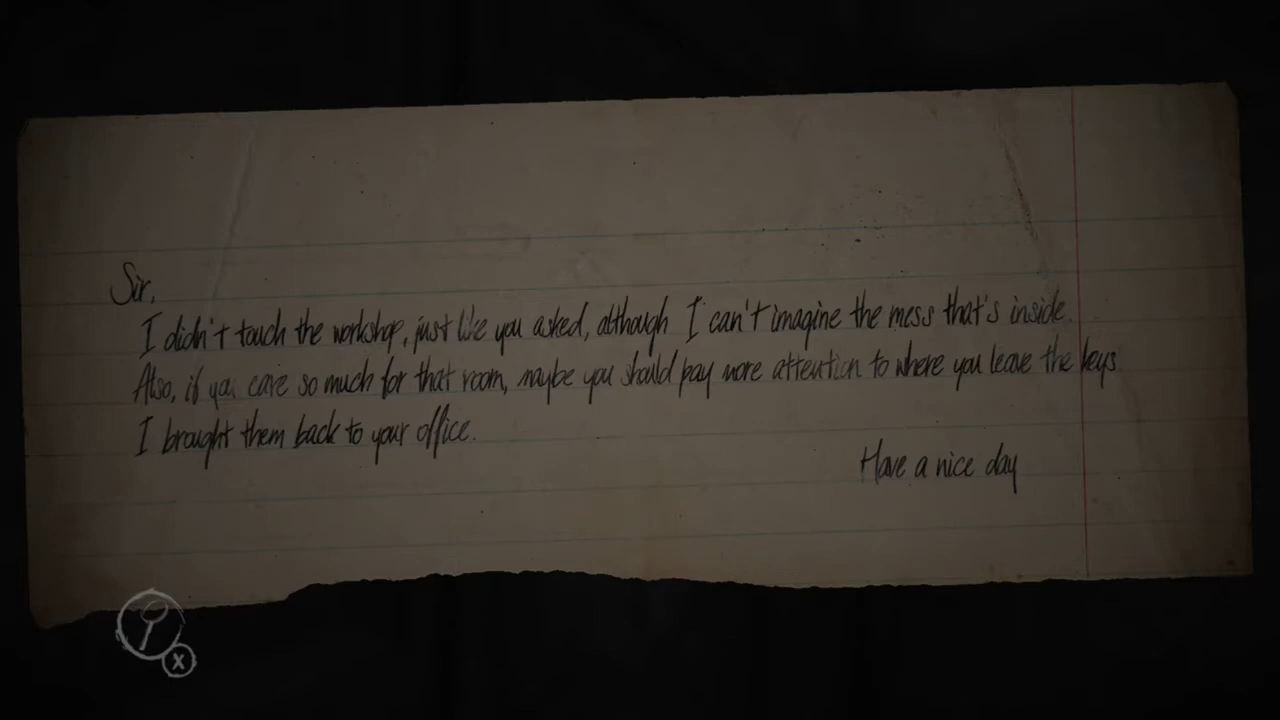 Sir,
I didn't touch the workshop, just like you asked, although I can't imagine the mess that's inside.
Also, if you care so much for that room, maybe you should pay more attention to where you leave the keys.
I brought them back to your office.
Have a nice day
X